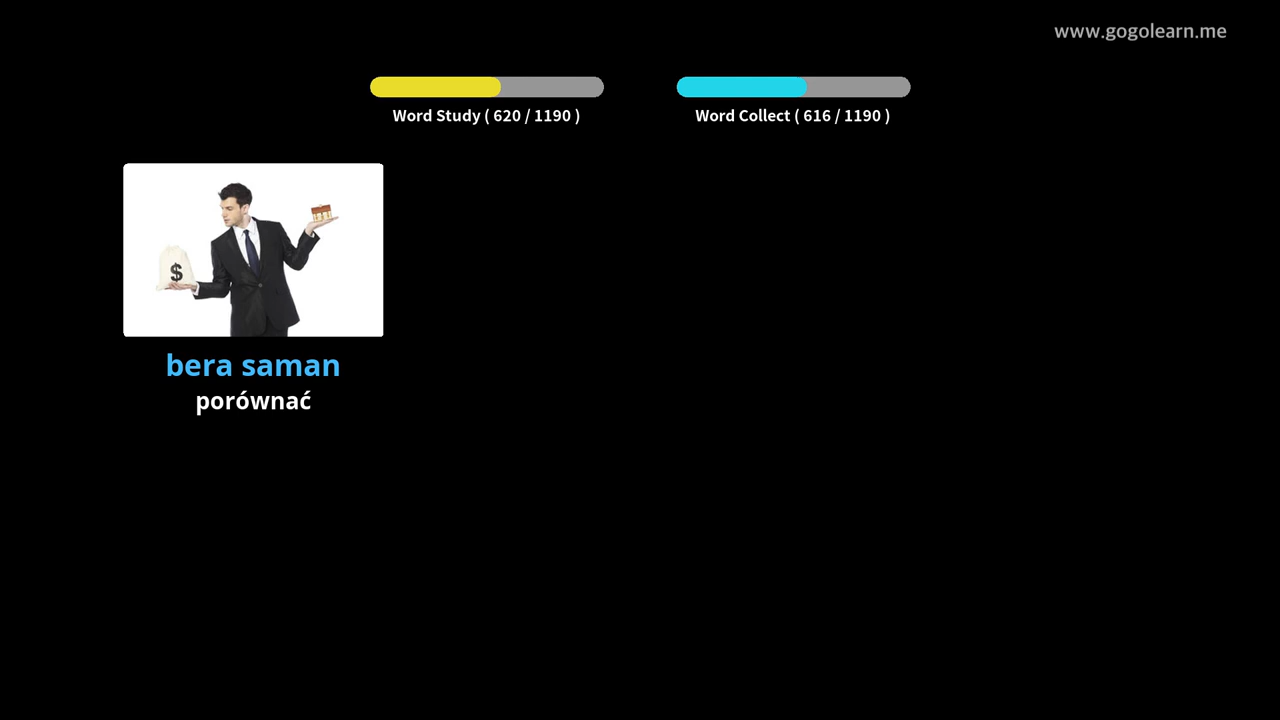 www.gogolearn.me
Word Study ( 620 / 1190 )
Word Collect ( 616 / 1190 )
$
bera saman
porównać